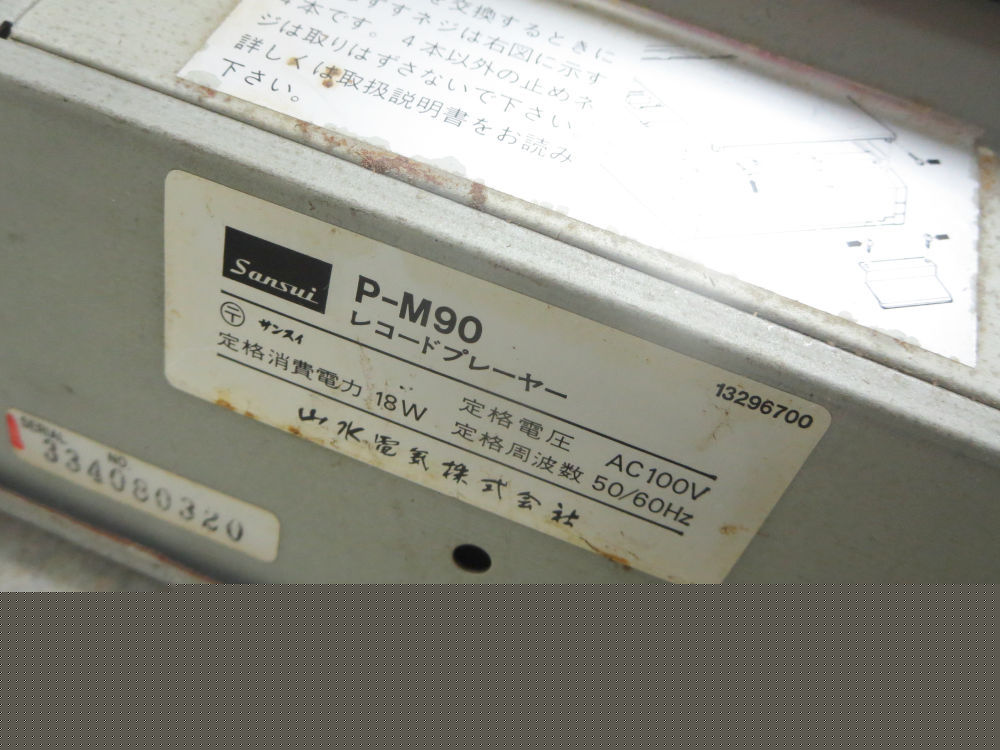 を交換するときに
はずすネジは右図に示す
4本です。4本以外の止めネ
ジは取りはずさないで下さい
詳しくは取扱説明書をお読み
下さい。
Sansui P-M90
レコードプレーヤー
〒 サンスイ
13296700
定格電圧 AC100V
定格消費電力 18W 定格周波数 50/60Hz
山水電気株式会社
SERIAL NO.
334080320